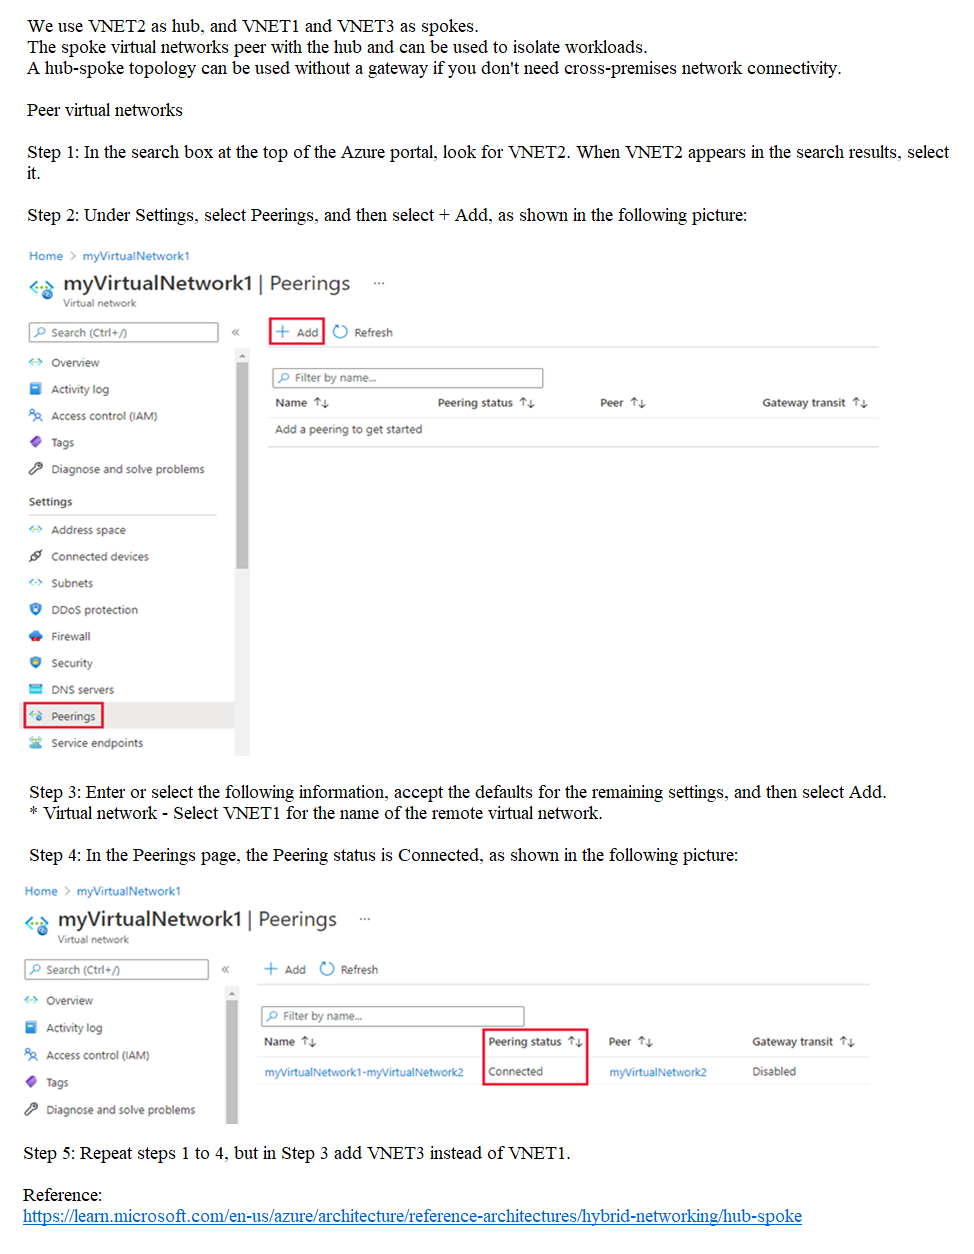 We use VNET2 as hub, and VNET1 and VNET3 as spokes.
The spoke virtual networks peer with the hub and can be used to isolate workloads.
A hub-spoke topology can be used without a gateway if you don't need cross-premises network connectivity.
Peer virtual networks
Step 1: In the search box at the top of the Azure portal, look for VNET2. When VNET2 appears in the search results, select
it.
Step 2: Under Settings, select Peerings, and then select + Add, as shown in the following picture:
Home > myVirtualNetwork1
myVirtualNetwork1 | Peerings ...
Virtual network
Search (Ctrl+/) «
+ Add Refresh
Overview
Activity log
Access control (IAM)
Tags
Diagnose and solve problems
Settings
Address space
Connected devices
Subnets
DDoS protection
Firewall
Security
DNS servers
Peerings
Service endpoints
Filter by name...
Name ↑↓ Peering status ↑↓ Peer ↑↓ Gateway transit ↑↓
Add a peering to get started
Step 3: Enter or select the following information, accept the defaults for the remaining settings, and then select Add.
* Virtual network - Select VNET1 for the name of the remote virtual network.
Step 4: In the Peerings page, the Peering status is Connected, as shown in the following picture:
Home > myVirtualNetwork1
myVirtualNetwork1 | Peerings ...
Virtual network
Search (Ctrl+/) «
+ Add Refresh
Overview
Activity log
Access control (IAM)
Tags
Diagnose and solve problems
Filter by name...
Name ↑↓ Peering status ↑↓ Peer ↑↓ Gateway transit ↑↓
myVirtualNetwork1-myVirtualNetwork2 Connected myVirtualNetwork2 Disabled
Step 5: Repeat steps 1 to 4, but in Step 3 add VNET3 instead of VNET1.
Reference:
https://learn.microsoft.com/en-us/azure/architecture/reference-architectures/hybrid-networking/hub-spoke